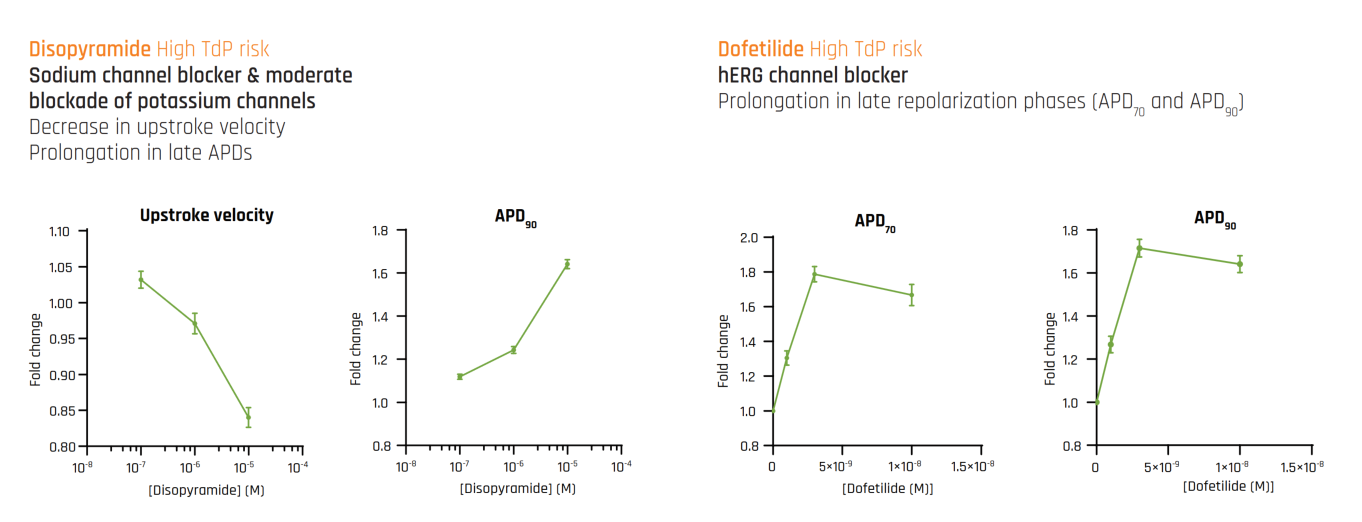 Disopyramide High TdP risk
Sodium channel blocker & moderate
blockade of potassium channels
Decrease in upstroke velocity
Prolongation in late APDs
Dofetilide High TdP risk
hERG channel blocker
Prolongation in late repolarization phases (APD₇₀ and APD₉₀)
Upstroke velocity
Fold change
1.10
1.05
1.00
0.95
0.90
0.85
0.80
10⁻⁸ 10⁻⁷ 10⁻⁶ 10⁻⁵ 10⁻⁴
[Disopyramide] (M)
APD₉₀
Fold change
1.8
1.6
1.4
1.2
1.0
0.8
10⁻⁸ 10⁻⁷ 10⁻⁶ 10⁻⁵ 10⁻⁴
[Disopyramide] (M)
APD₇₀
Fold change
2.0
1.8
1.6
1.4
1.2
1.0
0.8
0 5×10⁻⁹ 1×10⁻⁸ 1.5×10⁻⁸
[Dofetilide (M)]
APD₉₀
Fold change
1.8
1.6
1.4
1.2
1.0
0.8
0 5×10⁻⁹ 1×10⁻⁸ 1.5×10⁻⁸
[Dofetilide (M)]